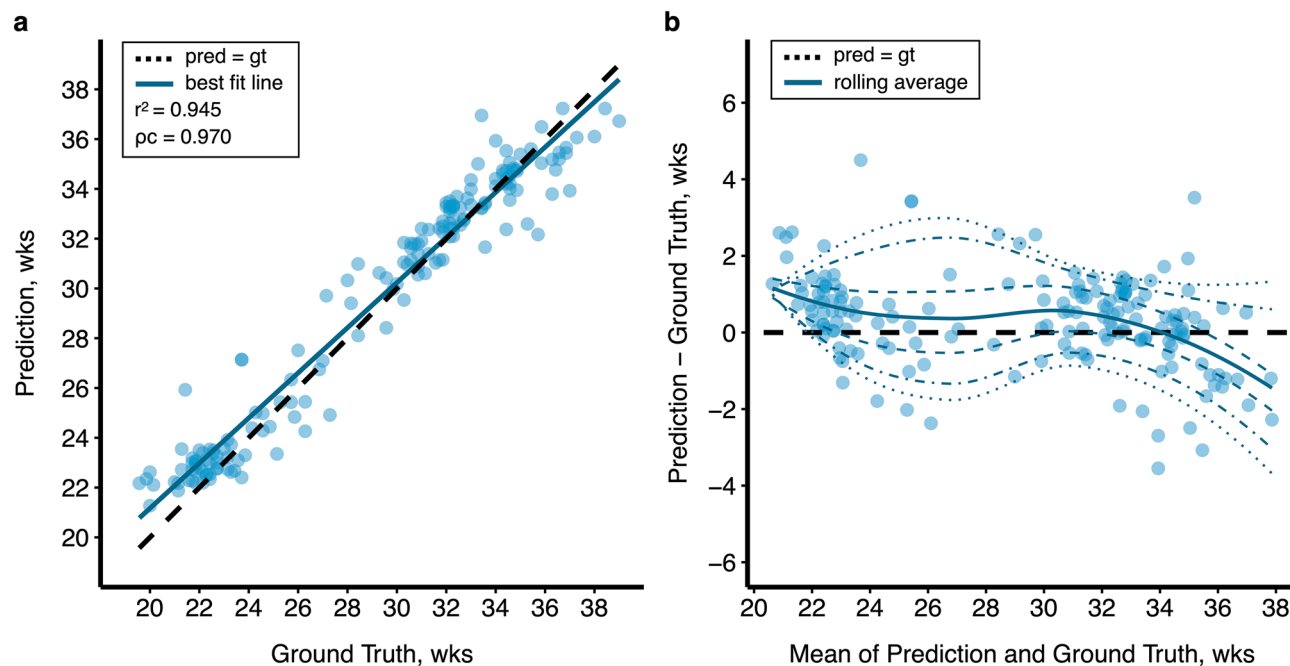 a
pred = gt
best fit line
r² = 0.945
ρc = 0.970
38
36
34
32
30
28
26
24
22
20
Prediction, wks
20 22 24 26 28 30 32 34 36 38
Ground Truth, wks
b
pred = gt
rolling average
6
4
2
0
−2
−4
−6
Prediction – Ground Truth, wks
20 22 24 26 28 30 32 34 36 38
Mean of Prediction and Ground Truth, wks